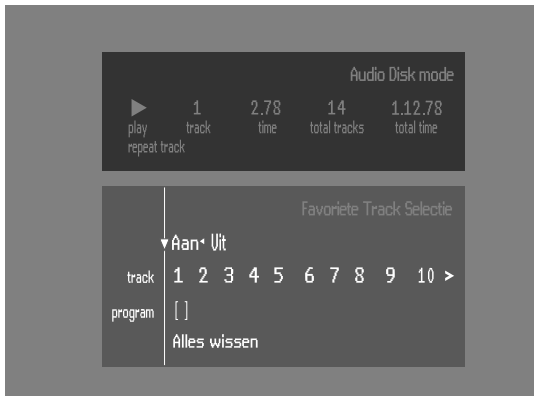 Audio Disk mode
1 2.78 14 1.12.78
play track time total tracks total time
repeat track
Favoriete Track Selectie
Aan Uit
track 1 2 3 4 5 6 7 8 9 10 >
program [ ]
Alles wissen